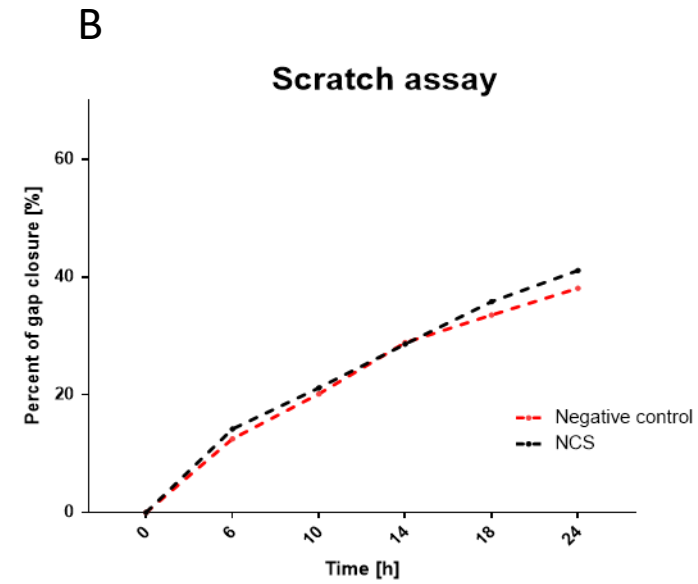 B
Scratch assay
Percent of gap closure [%]
60
40
20
0
0 6 10 14 18 24
Time [h]
Negative control
NCS